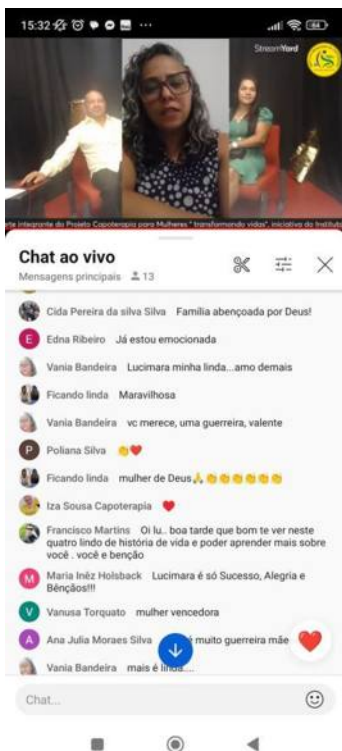 15:32
64
StreamYard
rte integrante do Projeto Capoterapia para Mulheres " transformando vidas", iniciativa do Instituto
Chat ao vivo
Mensagens principais 13
Cida Pereira da silva Silva Família abençoada por Deus!
E Edna Ribeiro Já estou emocionada
Vania Bandeira Lucimara minha linda...amo demais
Ficando linda Maravilhosa
Vania Bandeira vc merece, uma guerreira, valente
P Poliana Silva 👏❤️
Ficando linda mulher de Deus🙏👏👏👏👏👏👏
Iza Sousa Capoterapia ❤️
Francisco Martins Oi lu.. boa tarde que bom te ver neste
quatro lindo de história de vida e poder aprender mais sobre
você . você e benção
M Maria Inêz Holsback Lucimara é só Sucesso, Alegria e
Bênçãos!!!
V Vanusa Torquato mulher vencedora
A Ana Julia Moraes Silva é muito guerreira mãe
Vania Bandeira mais é linda....
Chat...